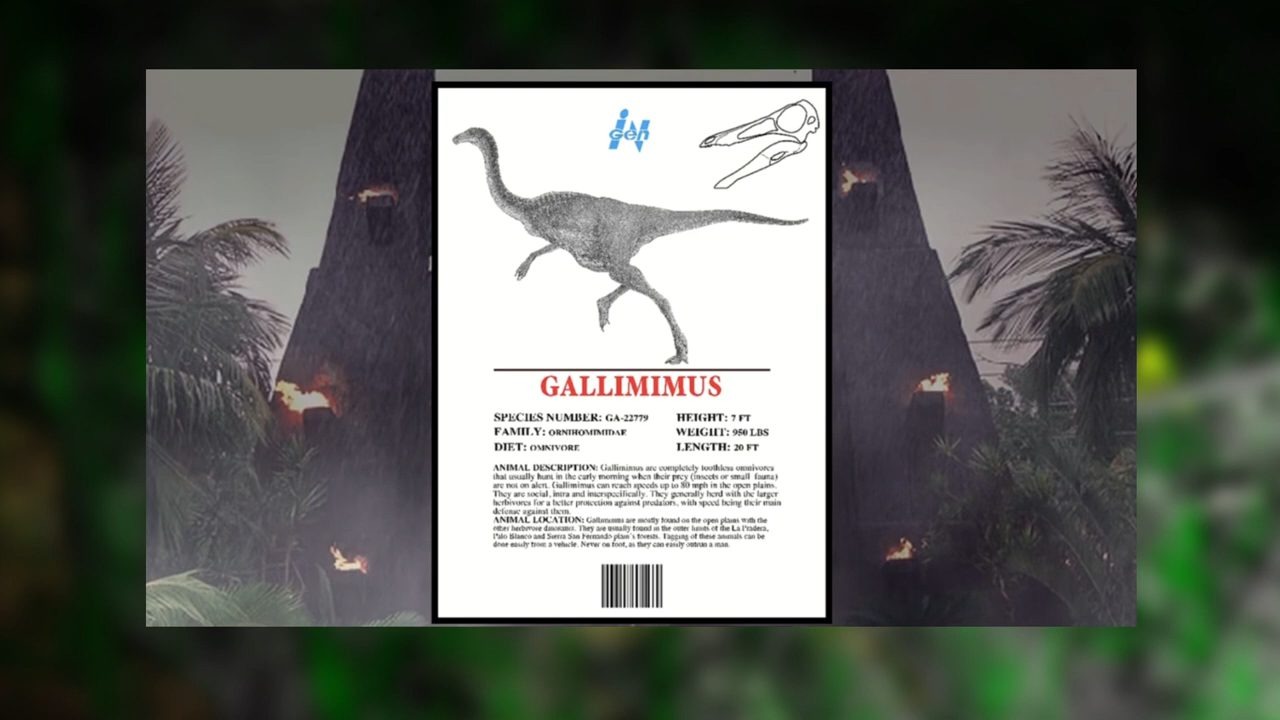 inGen
GALLIMIMUS
SPECIES NUMBER: GA-22779
HEIGHT: 7 FT
FAMILY: ORNIHOMIMIDAE
WEIGHT: 950 LBS
DIET: OMNIVORE
LENGTH: 20 FT
ANIMAL DESCRIPTION: Gallimimus are completely toothless omnivores
that usually hunt in the early morning when their prey (insects or small fauna)
are not on alert. Gallimimus can reach speeds up to 80 mph in the open plains.
They are social, intra and interspecifically. They generally herd with the larger
herbivores for a better protection against predators, with speed being their main
defense against them.
ANIMAL LOCATION: Gallimimus are mostly found on the open plains with the
other herbivore dinosaurs. They are usually found in the outer limits of the La Pradera,
Palo Blanco and Sierra San Fernando plain's forests. Tagging of these animals can be
done easily from a vehicle. Never on foot, as they can easily outrun a man.